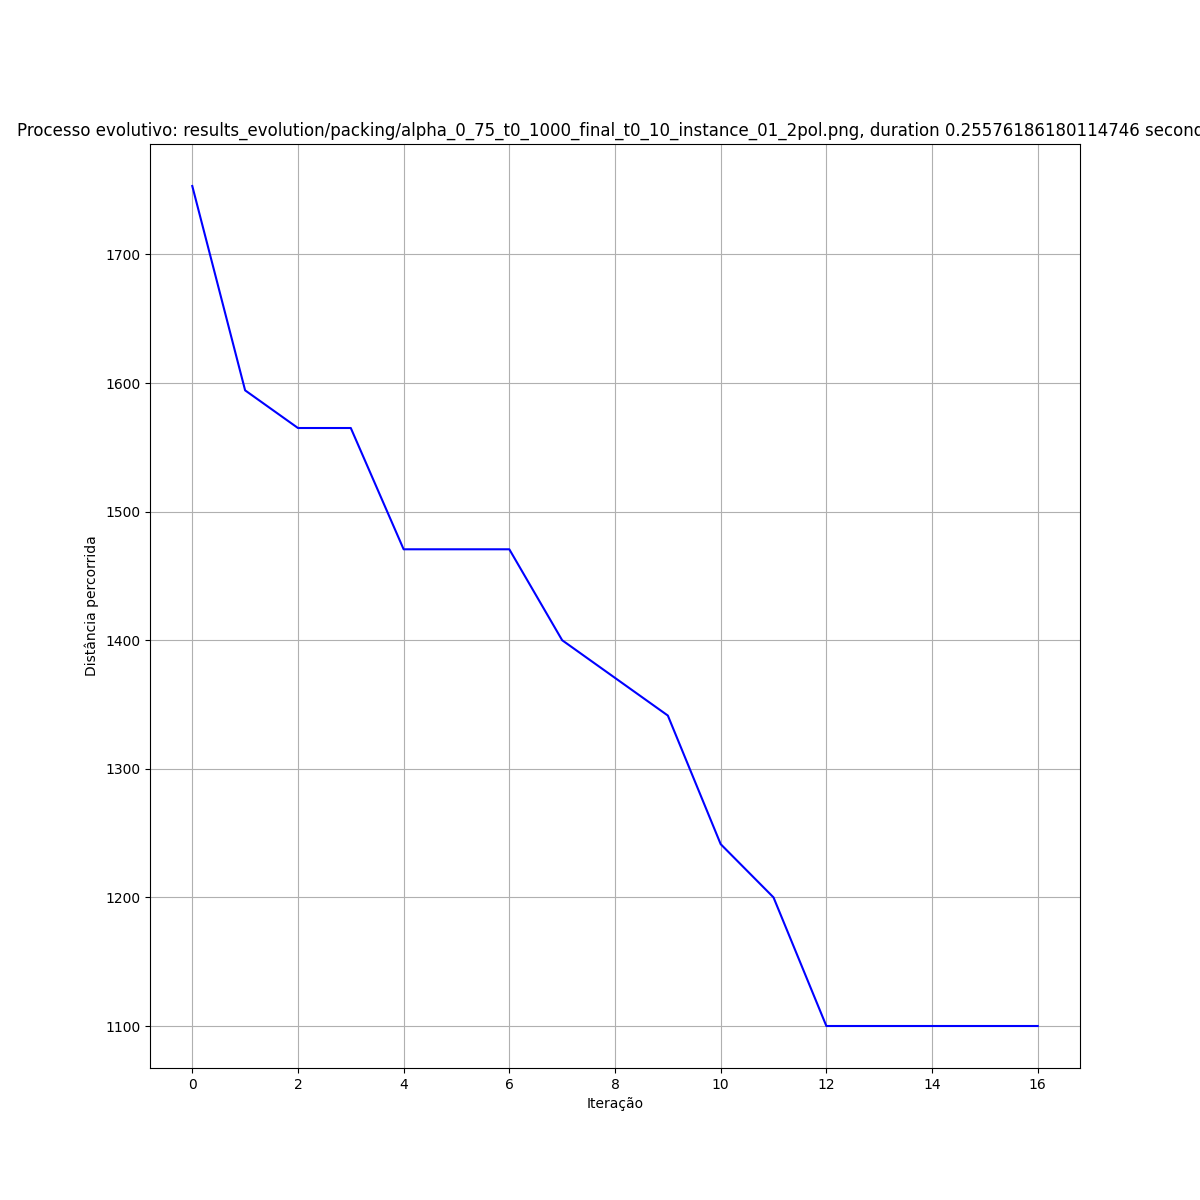 Processo evolutivo: results_evolution/packing/alpha_0_75_t0_1000_final_t0_10_instance_01_2pol.png, duration 0.25576186180114746 second
1700
1600
1500
1400
1300
1200
1100
Distância percorrida
0 2 4 6 8 10 12 14 16
Iteração